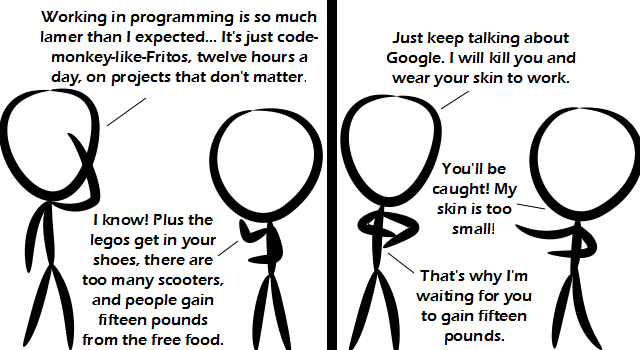 Working in programming is so much
lamer than I expected... It's just code-
monkey-like-Fritos, twelve hours a
day, on projects that don't matter.
I know! Plus the
legos get in your
shoes, there are
too many scooters,
and people gain
fifteen pounds
from the free food.
Just keep talking about
Google. I will kill you and
wear your skin to work.
You'll be
caught! My
skin is too
small!
That's why I'm
waiting for you
to gain fifteen
pounds.